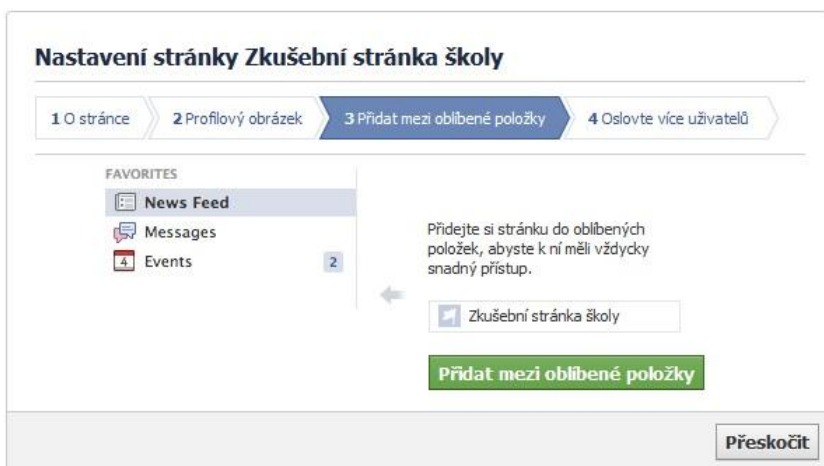 Nastavení stránky Zkušební stránka školy
1 O stránce 2 Profilový obrázek 3 Přidat mezi oblíbené položky 4 Oslovte více uživatelů
FAVORITES
News Feed
Messages
4 Events 2
Přidejte si stránku do oblíbených
položek, abyste k ní měli vždycky
snadný přístup.
Zkušební stránka školy
Přidat mezi oblíbené položky
Přeskočit